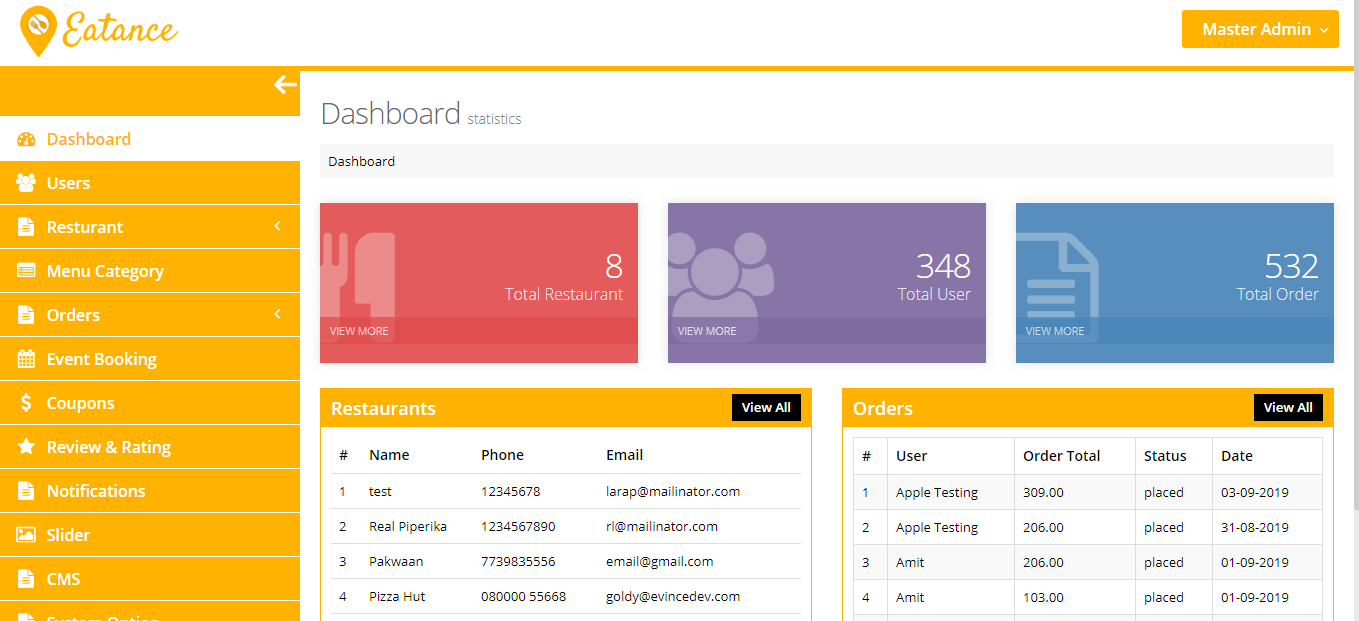 Eatance
Master Admin
Dashboard
Users
Resturant
Menu Category
Orders
Event Booking
Coupons
Review & Rating
Notifications
Slider
CMS
System Option
Dashboard statistics
Dashboard
8
Total Restaurant
VIEW MORE
348
Total User
VIEW MORE
532
Total Order
VIEW MORE
Restaurants View All
# Name Phone Email
1 test 12345678 larap@mailinator.com
2 Real Piperika 1234567890 rl@mailinator.com
3 Pakwaan 7739835556 email@gmail.com
4 Pizza Hut 080000 55668 goldy@evincedev.com
Orders View All
# User Order Total Status Date
1 Apple Testing 309.00 placed 03-09-2019
2 Apple Testing 206.00 placed 31-08-2019
3 Amit 206.00 placed 01-09-2019
4 Amit 103.00 placed 01-09-2019